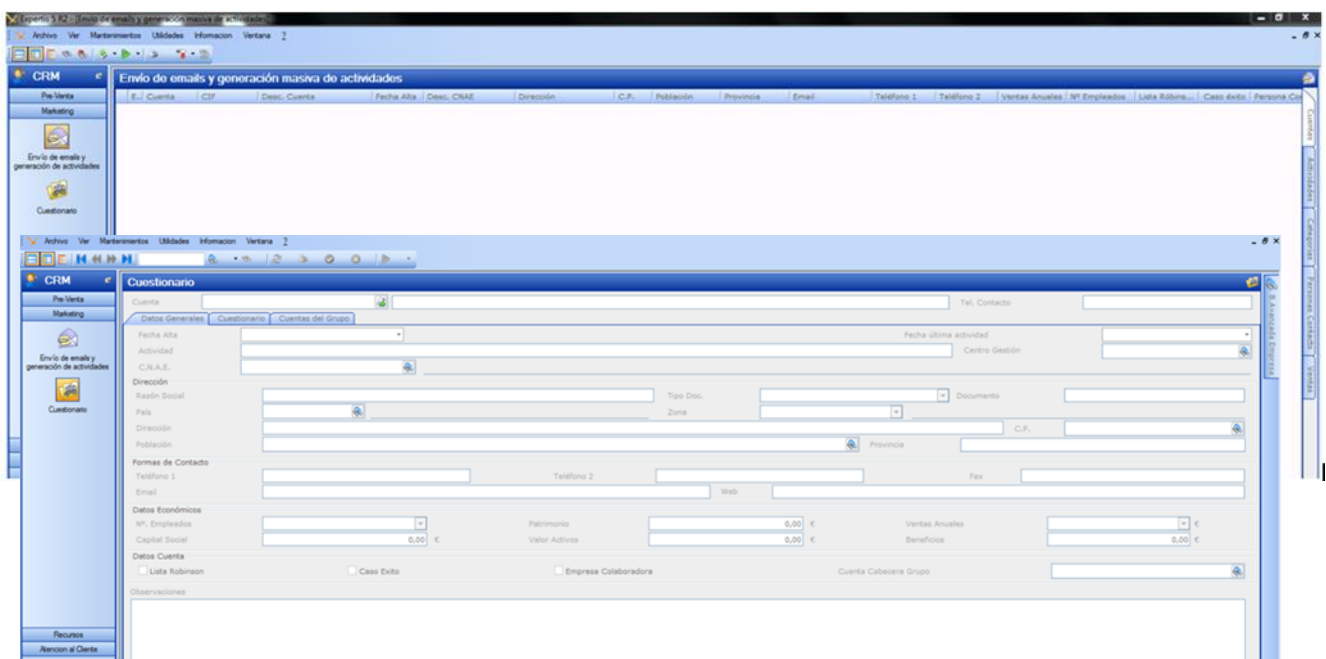 Expertis 5 R2 - [Envío de emails y generación masiva de actividades]
Archivo Ver Mantenimientos Utilidades Informacion Ventana ?
CRM
Envío de emails y generación masiva de actividades
Pre-Venta
E... Cuenta CIF Desc. Cuenta Fecha Alta Desc. CNAE Dirección C.P. Población Provincia Email Teléfono 1 Teléfono 2 Ventas Anuales Nº Empleados Lista Róbins... Caso éxito Persona Co
Marketing
Envío de emails y
generación de actividades
Cuestionario
Cuentas
Actividades
Categorias
Personas Contacto
Ventas
Archivo Ver Mantenimientos Utilidades Informacion Ventana ?
CRM
Cuestionario
Pre-Venta
Marketing
Envío de emails y
generación de actividades
Cuestionario
Recursos
Atencion al Cliente
Cuenta Tel. Contacto
Datos Generales Cuestionario Cuentas del Grupo
Fecha Alta Fecha última actividad
Actividad Centro Gestión
C.N.A.E.
Dirección
Razón Social Tipo Doc. Documento
País Zona
Dirección C.P.
Población Provincia
Formas de Contacto
Teléfono 1 Teléfono 2 Fax
Email Web
Datos Económicos
Nº. Empleados Patrimonio 0,00 € Ventas Anuales €
Capital Social 0,00 € Valor Activos 0,00 € Beneficios 0,00 €
Datos Cuenta
Lista Robinson Caso Exito Empresa Colaboradora Cuenta Cabecera Grupo
Observaciones
B.Avanzada Empresa